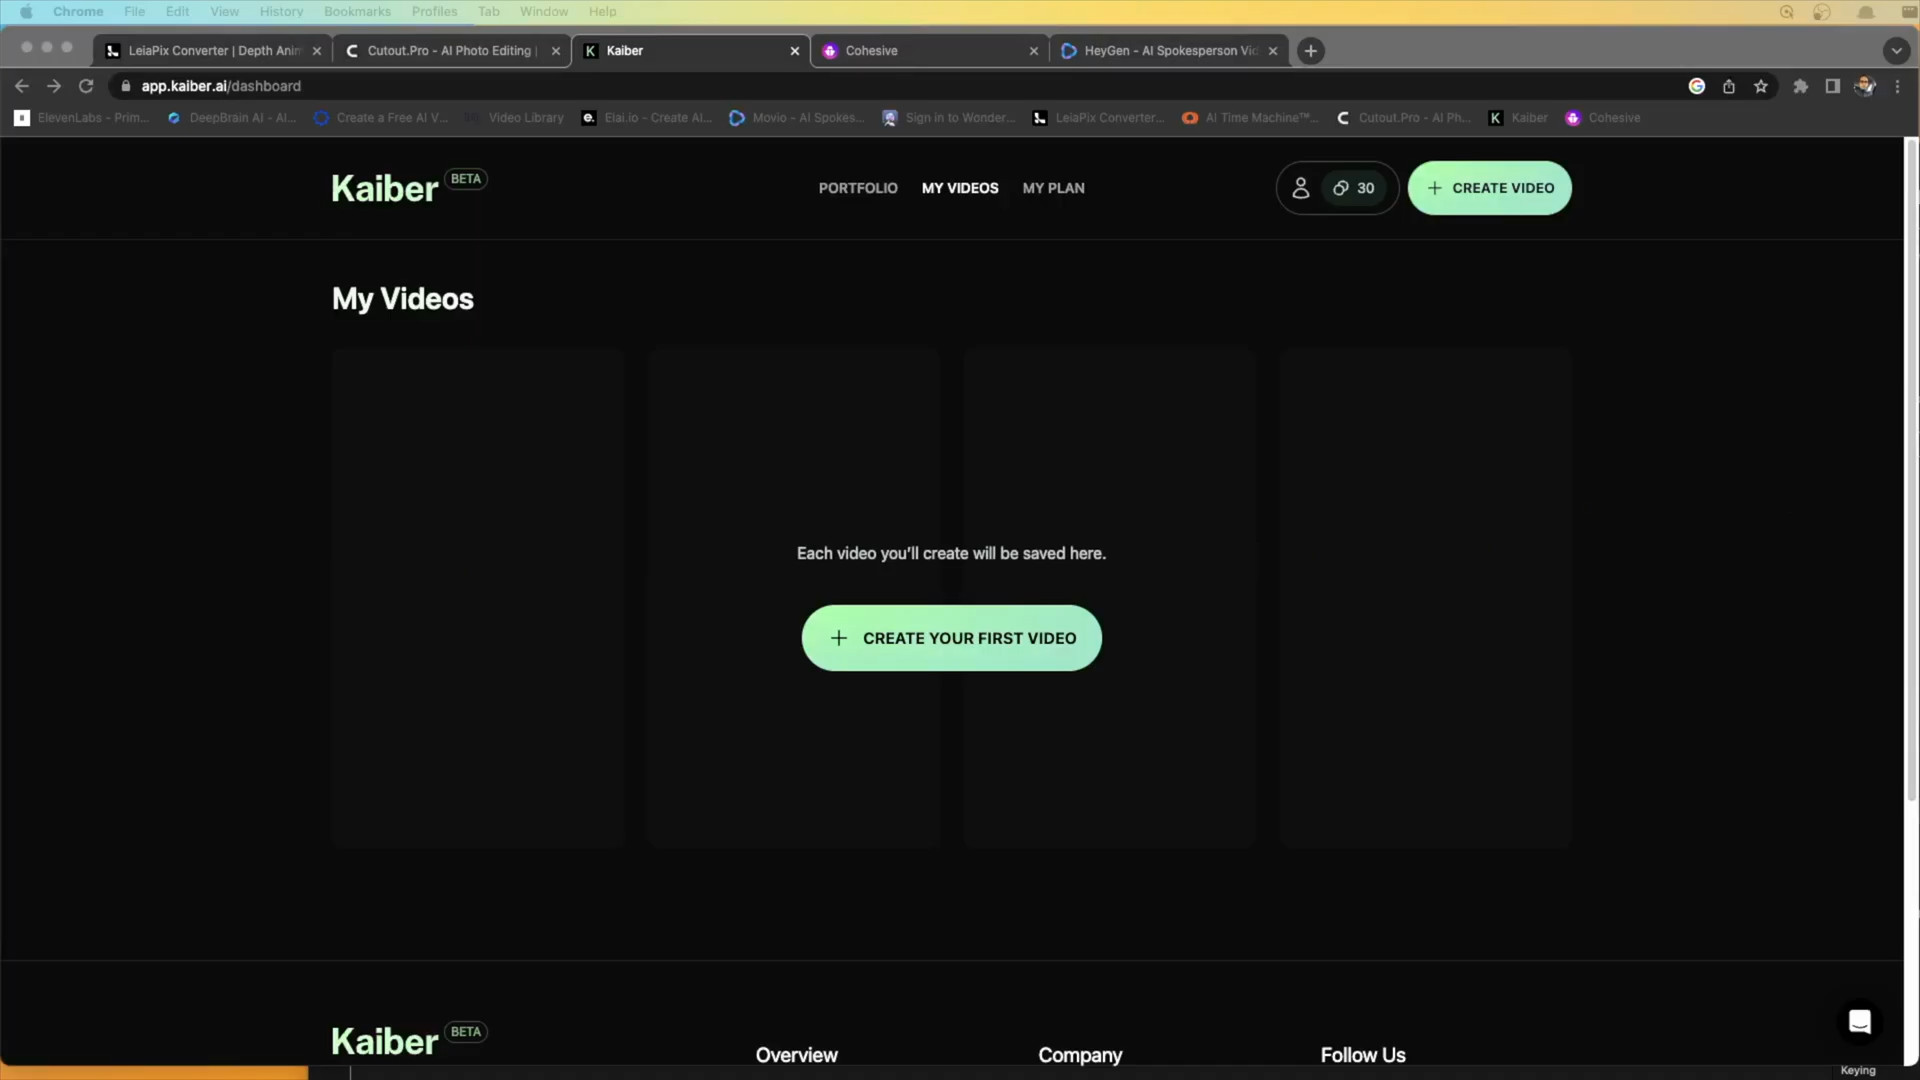 Chrome File Edit View History Bookmarks Profiles Tab Window Help
LeiaPix Converter | Depth Anim
Cutout.Pro - AI Photo Editing |
Kaiber
Cohesive
HeyGen - AI Spokesperson Vid
app.kaiber.ai/dashboard
ElevenLabs - Prim...
DeepBrain AI - AI...
Create a Free AI V...
Video Library
Elai.io - Create AI...
Movio - AI Spokes...
Sign in to Wonder...
LeiaPix Converter...
AI Time Machine™...
Cutout.Pro - AI Ph...
Kaiber
Cohesive
Kaiber BETA
PORTFOLIO MY VIDEOS MY PLAN
30
CREATE VIDEO
My Videos
Each video you'll create will be saved here.
CREATE YOUR FIRST VIDEO
Kaiber BETA
Overview
Company
Follow Us
Keying